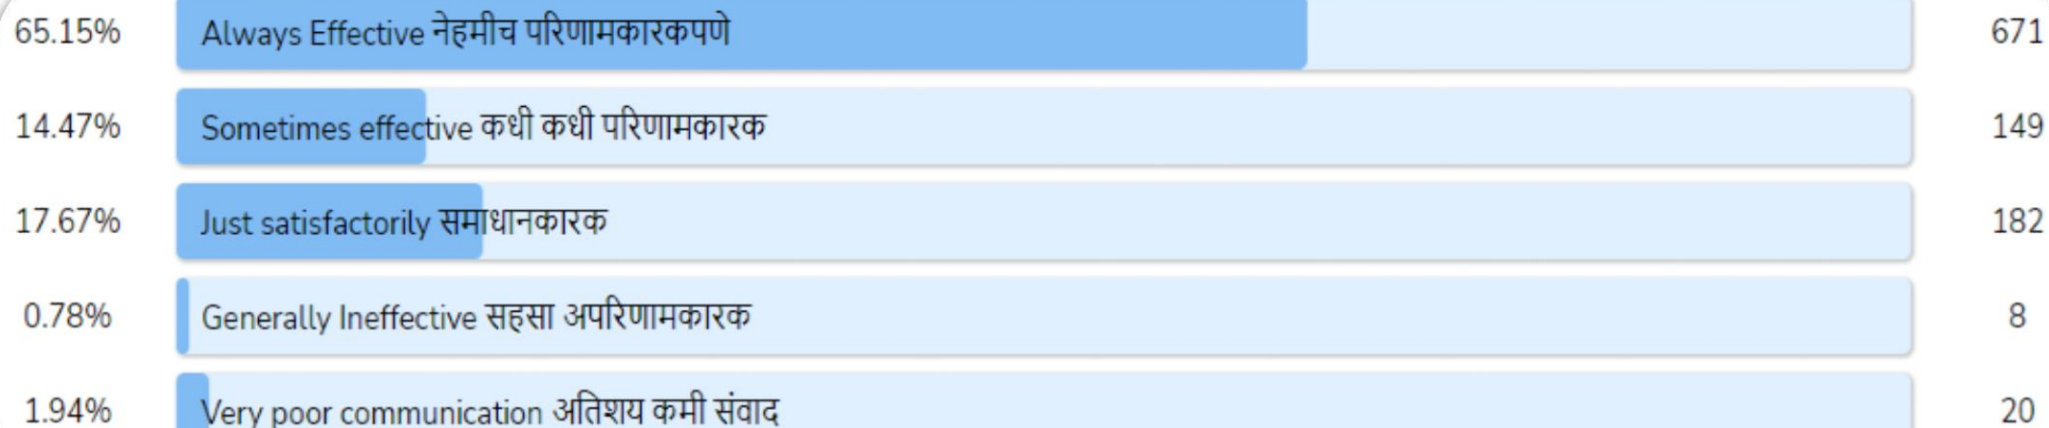 65.15% Always Effective नेहमीच परिणामकारकपणे 671
14.47% Sometimes effective कधी कधी परिणामकारक 149
17.67% Just satisfactorily समाधानकारक 182
0.78% Generally Ineffective सहसा अपरिणामकारक 8
1.94% Very poor communication अतिशय कमी संवाद 20